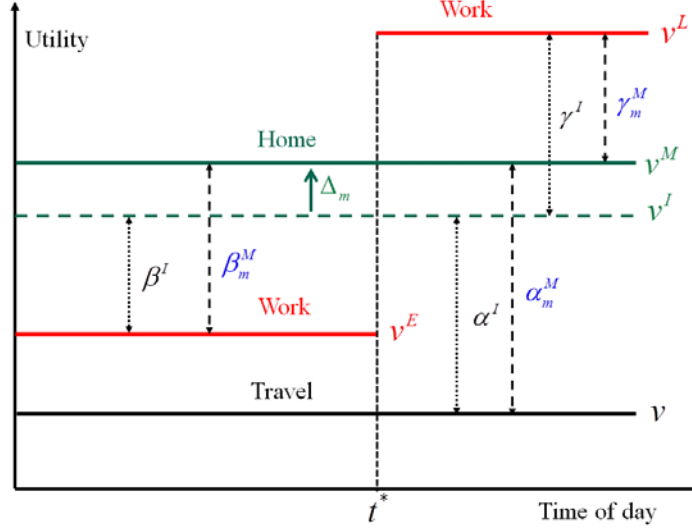 Work
Utility
v^L
γ^I
γ_m^M
Home
v^M
Δ_m
v^I
β^I
β_m^M
α^I
α_m^M
Work
v^E
Travel
v
t^*
Time of day